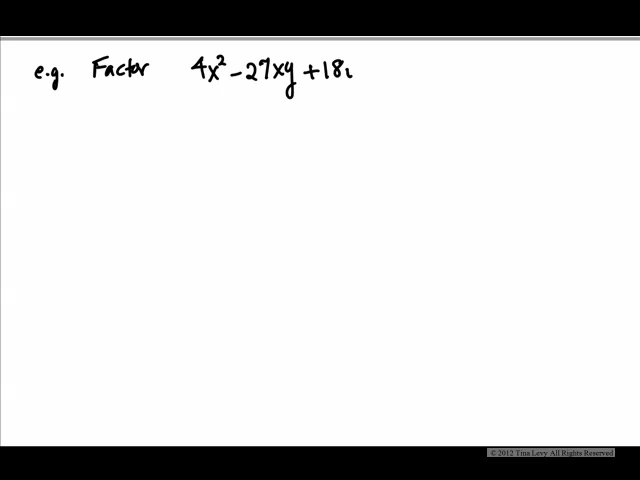 e.g. Factor 4x² - 27xy + 18
© 2012 Tina Levy All Rights Reserved